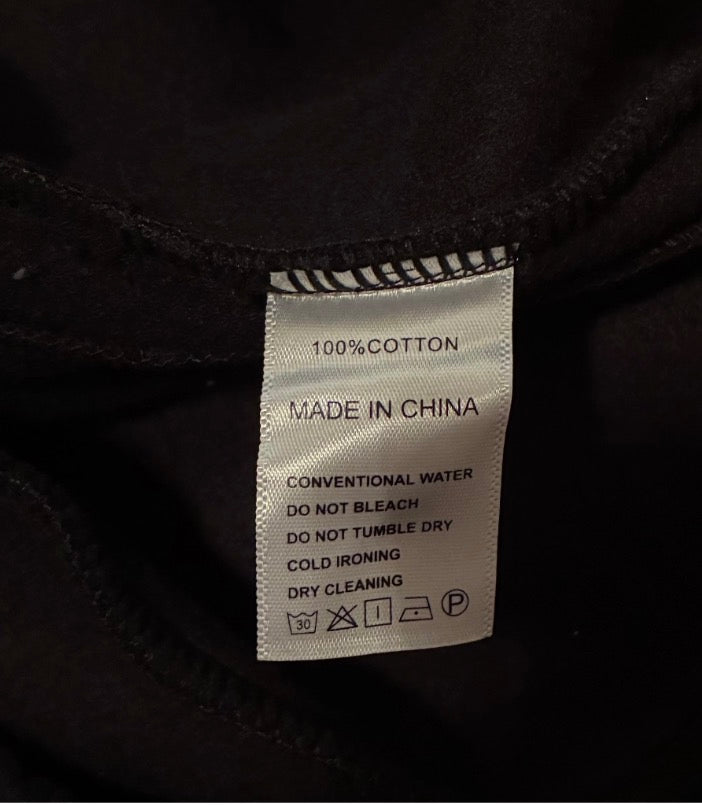 100%COTTON
MADE IN CHINA
CONVENTIONAL WATER
DO NOT BLEACH
DO NOT TUMBLE DRY
COLD IRONING
DRY CLEANING
30 P